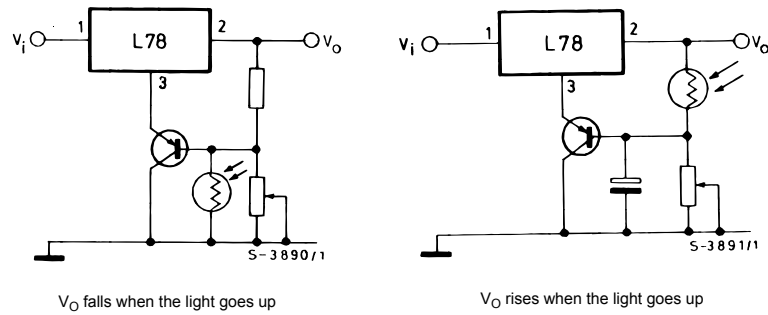 Vi
1
L78
2
Vo
3
S-3890/1
VO falls when the light goes up
Vi
1
L78
2
Vo
3
S-3891/1
VO rises when the light goes up